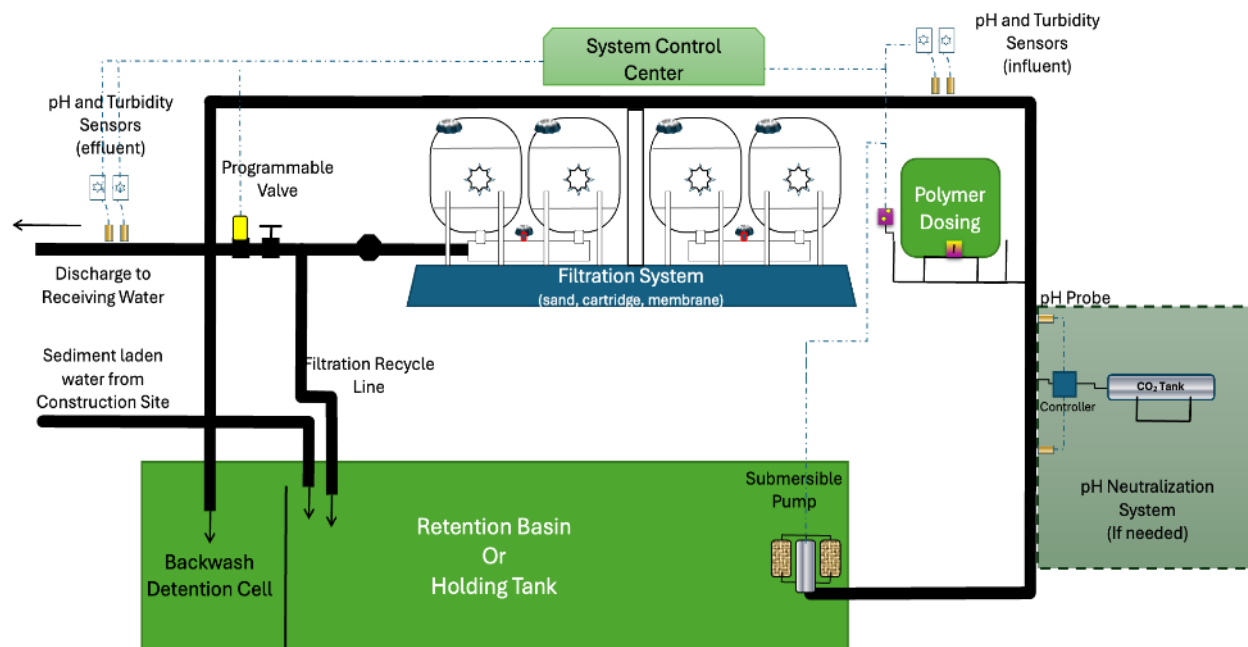 System Control
Center
pH and Turbidity
Sensors
(influent)
pH and Turbidity
Sensors
(effluent)
Programmable
Valve
Polymer
Dosing
Discharge to
Receiving Water
Filtration System
(sand, cartridge, membrane)
pH Probe
Sediment laden
water from
Construction Site
Filtration Recycle
Line
CO₂ Tank
Controller
Submersible
Pump
pH Neutralization
System
(If needed)
Retention Basin
Or
Holding Tank
Backwash
Detention Cell